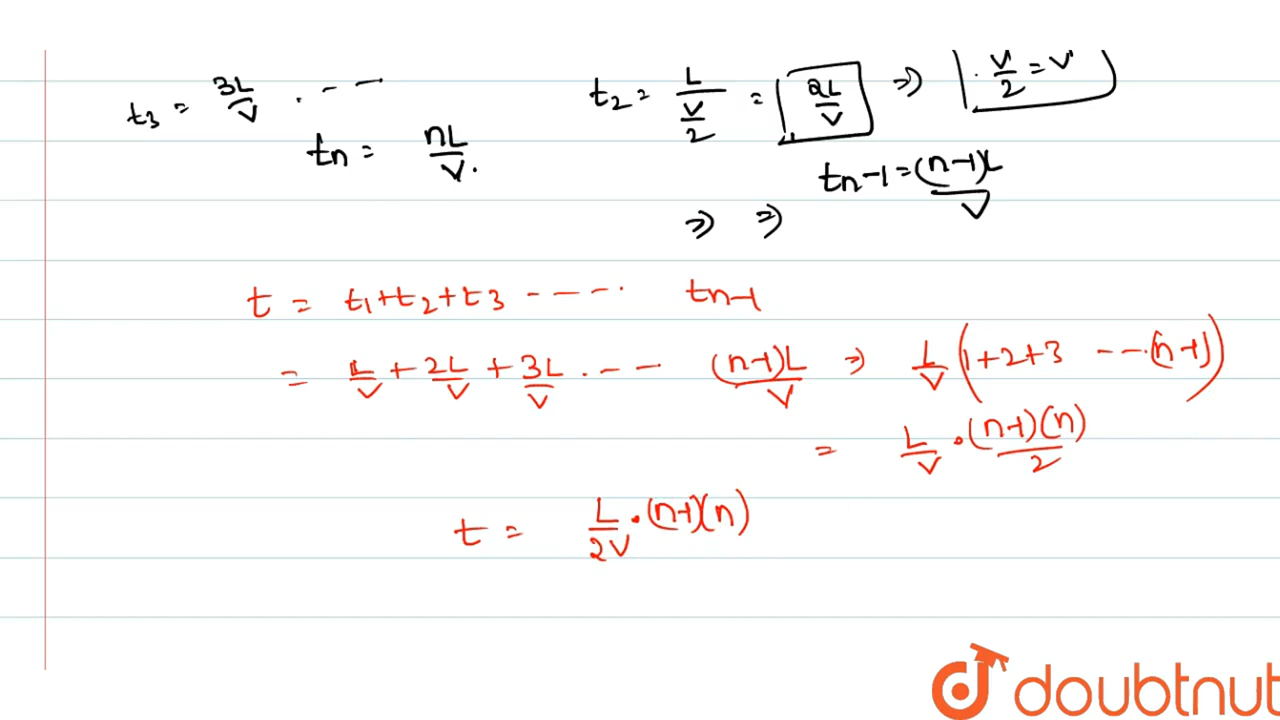 t₃ = 3L/V . - -
t₂ = L/(V/2) = 2L/V ⇒ V/2 = V'
tn = nL/V.
tn-1 = (n-1)L/V
⇒ ⇒
t = t₁+t₂+t₃ ----. tn-1
= L/V + 2L/V + 3L/V . - - (n-1)L/V ⇒ L/V (1+2+3 --- (n-1))
= L/V . (n-1)(n)/2
t = L/2V . (n-1)(n)
doubtnut